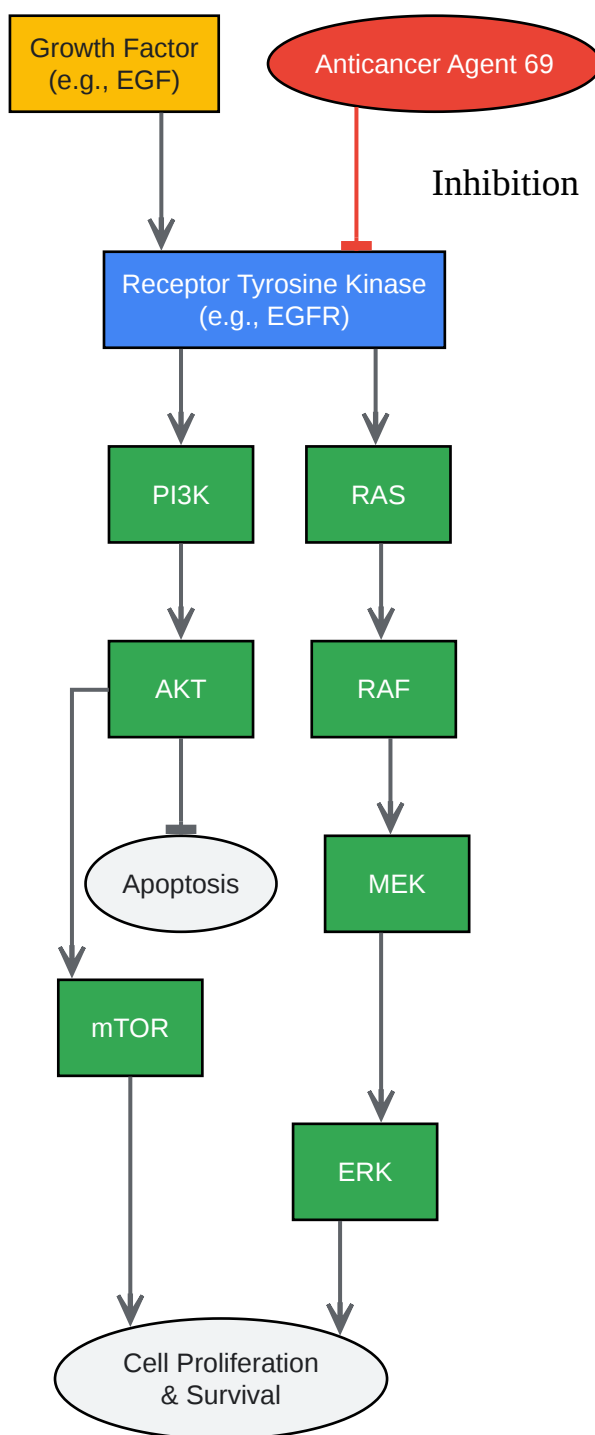 Growth Factor
(e.g., EGF)
Anticancer Agent 69
Inhibition
Receptor Tyrosine Kinase
(e.g., EGFR)
PI3K
RAS
AKT
RAF
Apoptosis
MEK
mTOR
ERK
Cell Proliferation
& Survival